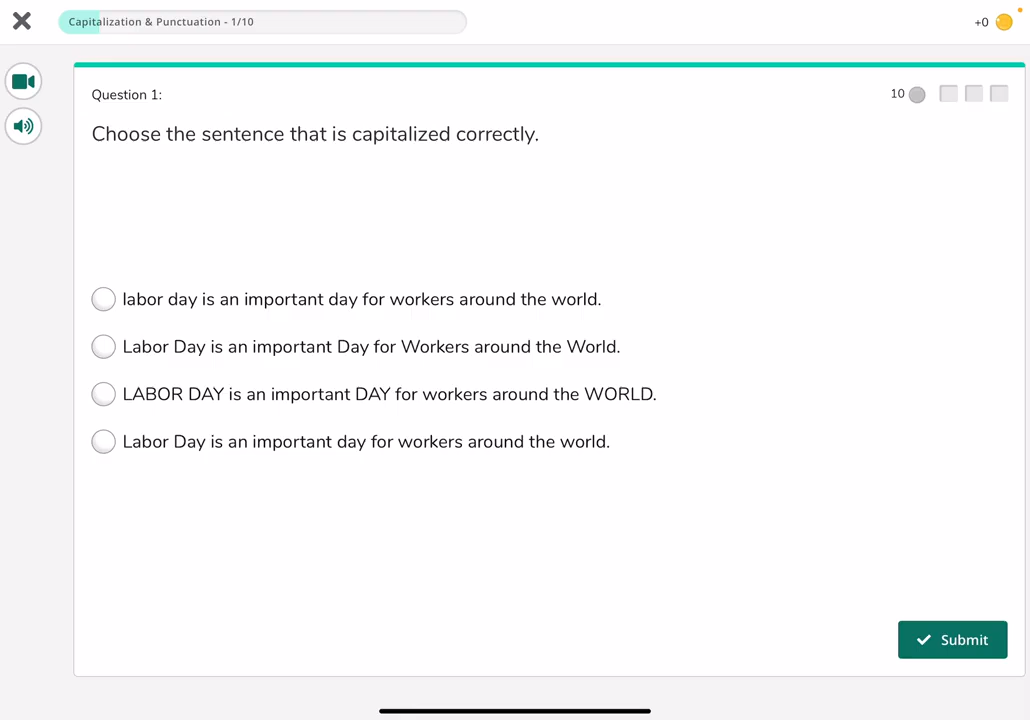 Capitalization & Punctuation - 1/10
+0
Question 1:
10
Choose the sentence that is capitalized correctly.
labor day is an important day for workers around the world.
Labor Day is an important Day for Workers around the World.
LABOR DAY is an important DAY for workers around the WORLD.
Labor Day is an important day for workers around the world.
Submit